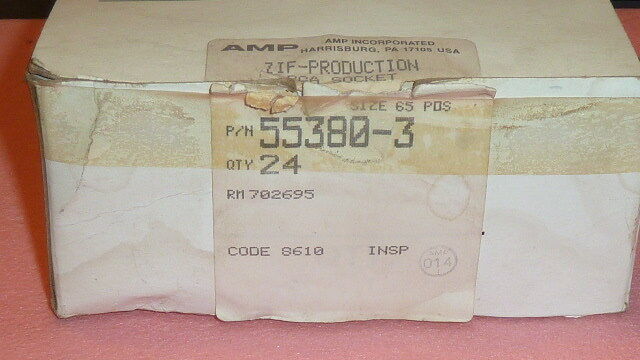 AMP AMP INCORPORATED
HARRISBURG, PA 17105 USA
ZIF-PRODUCTION
SOCKET
SIZE 65 POS
P/N 55380-3
QTY 24
RM 702695
CODE 8610 INSP
AMP
014